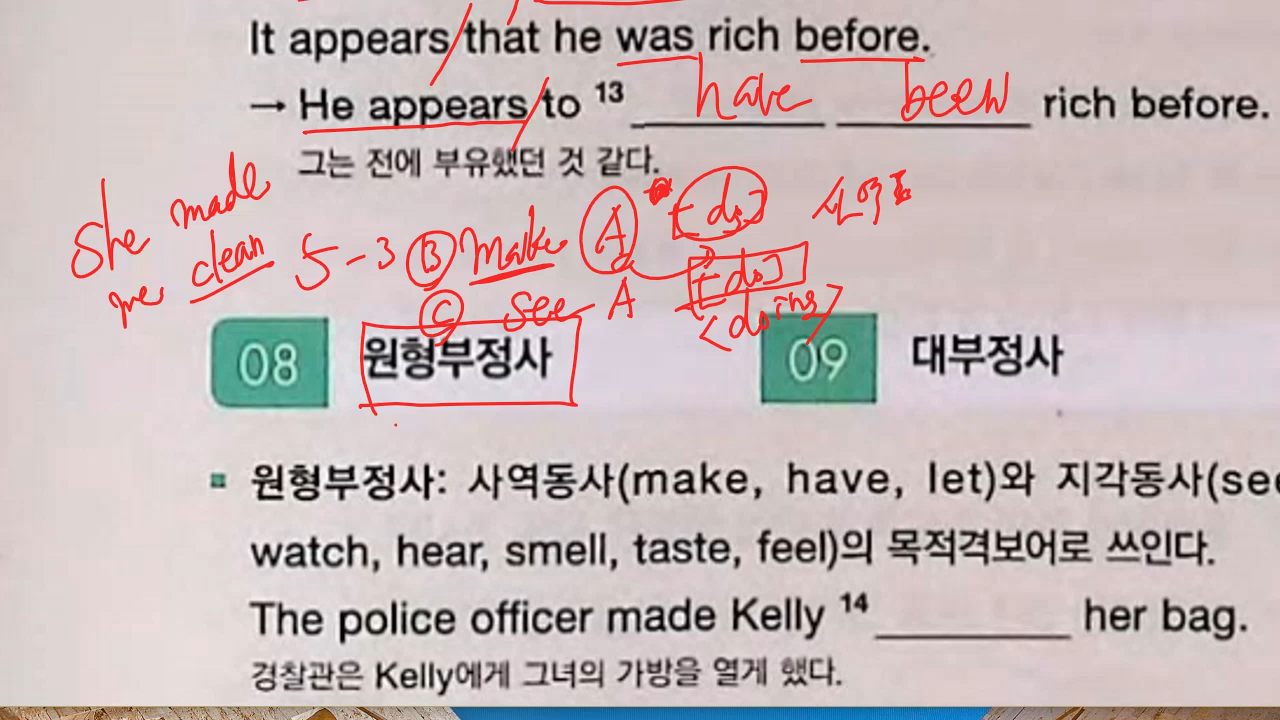 It appears that he was rich before.
→ He appears to 13 have been rich before.
그는 전에 부유했던 것 같다.
She made
me clean
5-3 Ⓑ make A [do]
Ⓒ see A [do]
<doing>
08 원형부정사
09 대부정사
원형부정사: 사역동사(make, have, let)와 지각동사(see
watch, hear, smell, taste, feel)의 목적격보어로 쓰인다.
The police officer made Kelly 14 ______ her bag.
경찰관은 Kelly에게 그녀의 가방을 열게 했다.